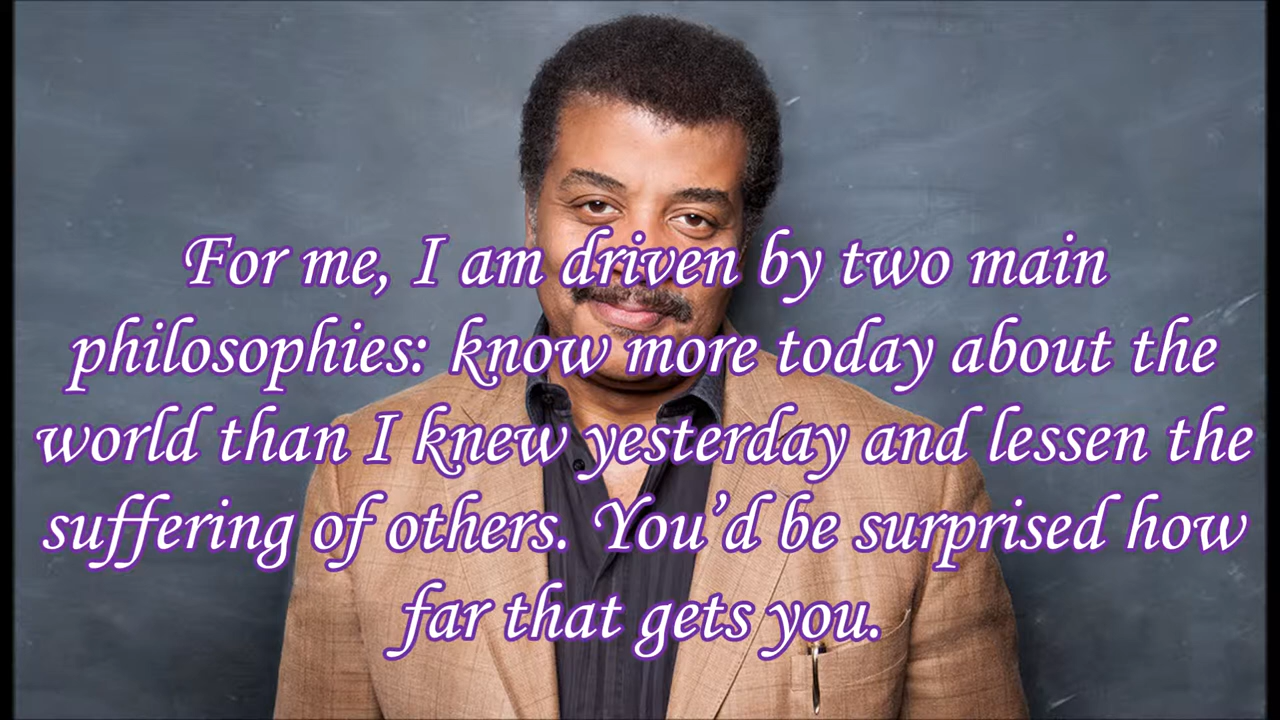 For me, I am driven by two main
philosophies: know more today about the
world than I knew yesterday and lessen the
suffering of others. You’d be surprised how
far that gets you.